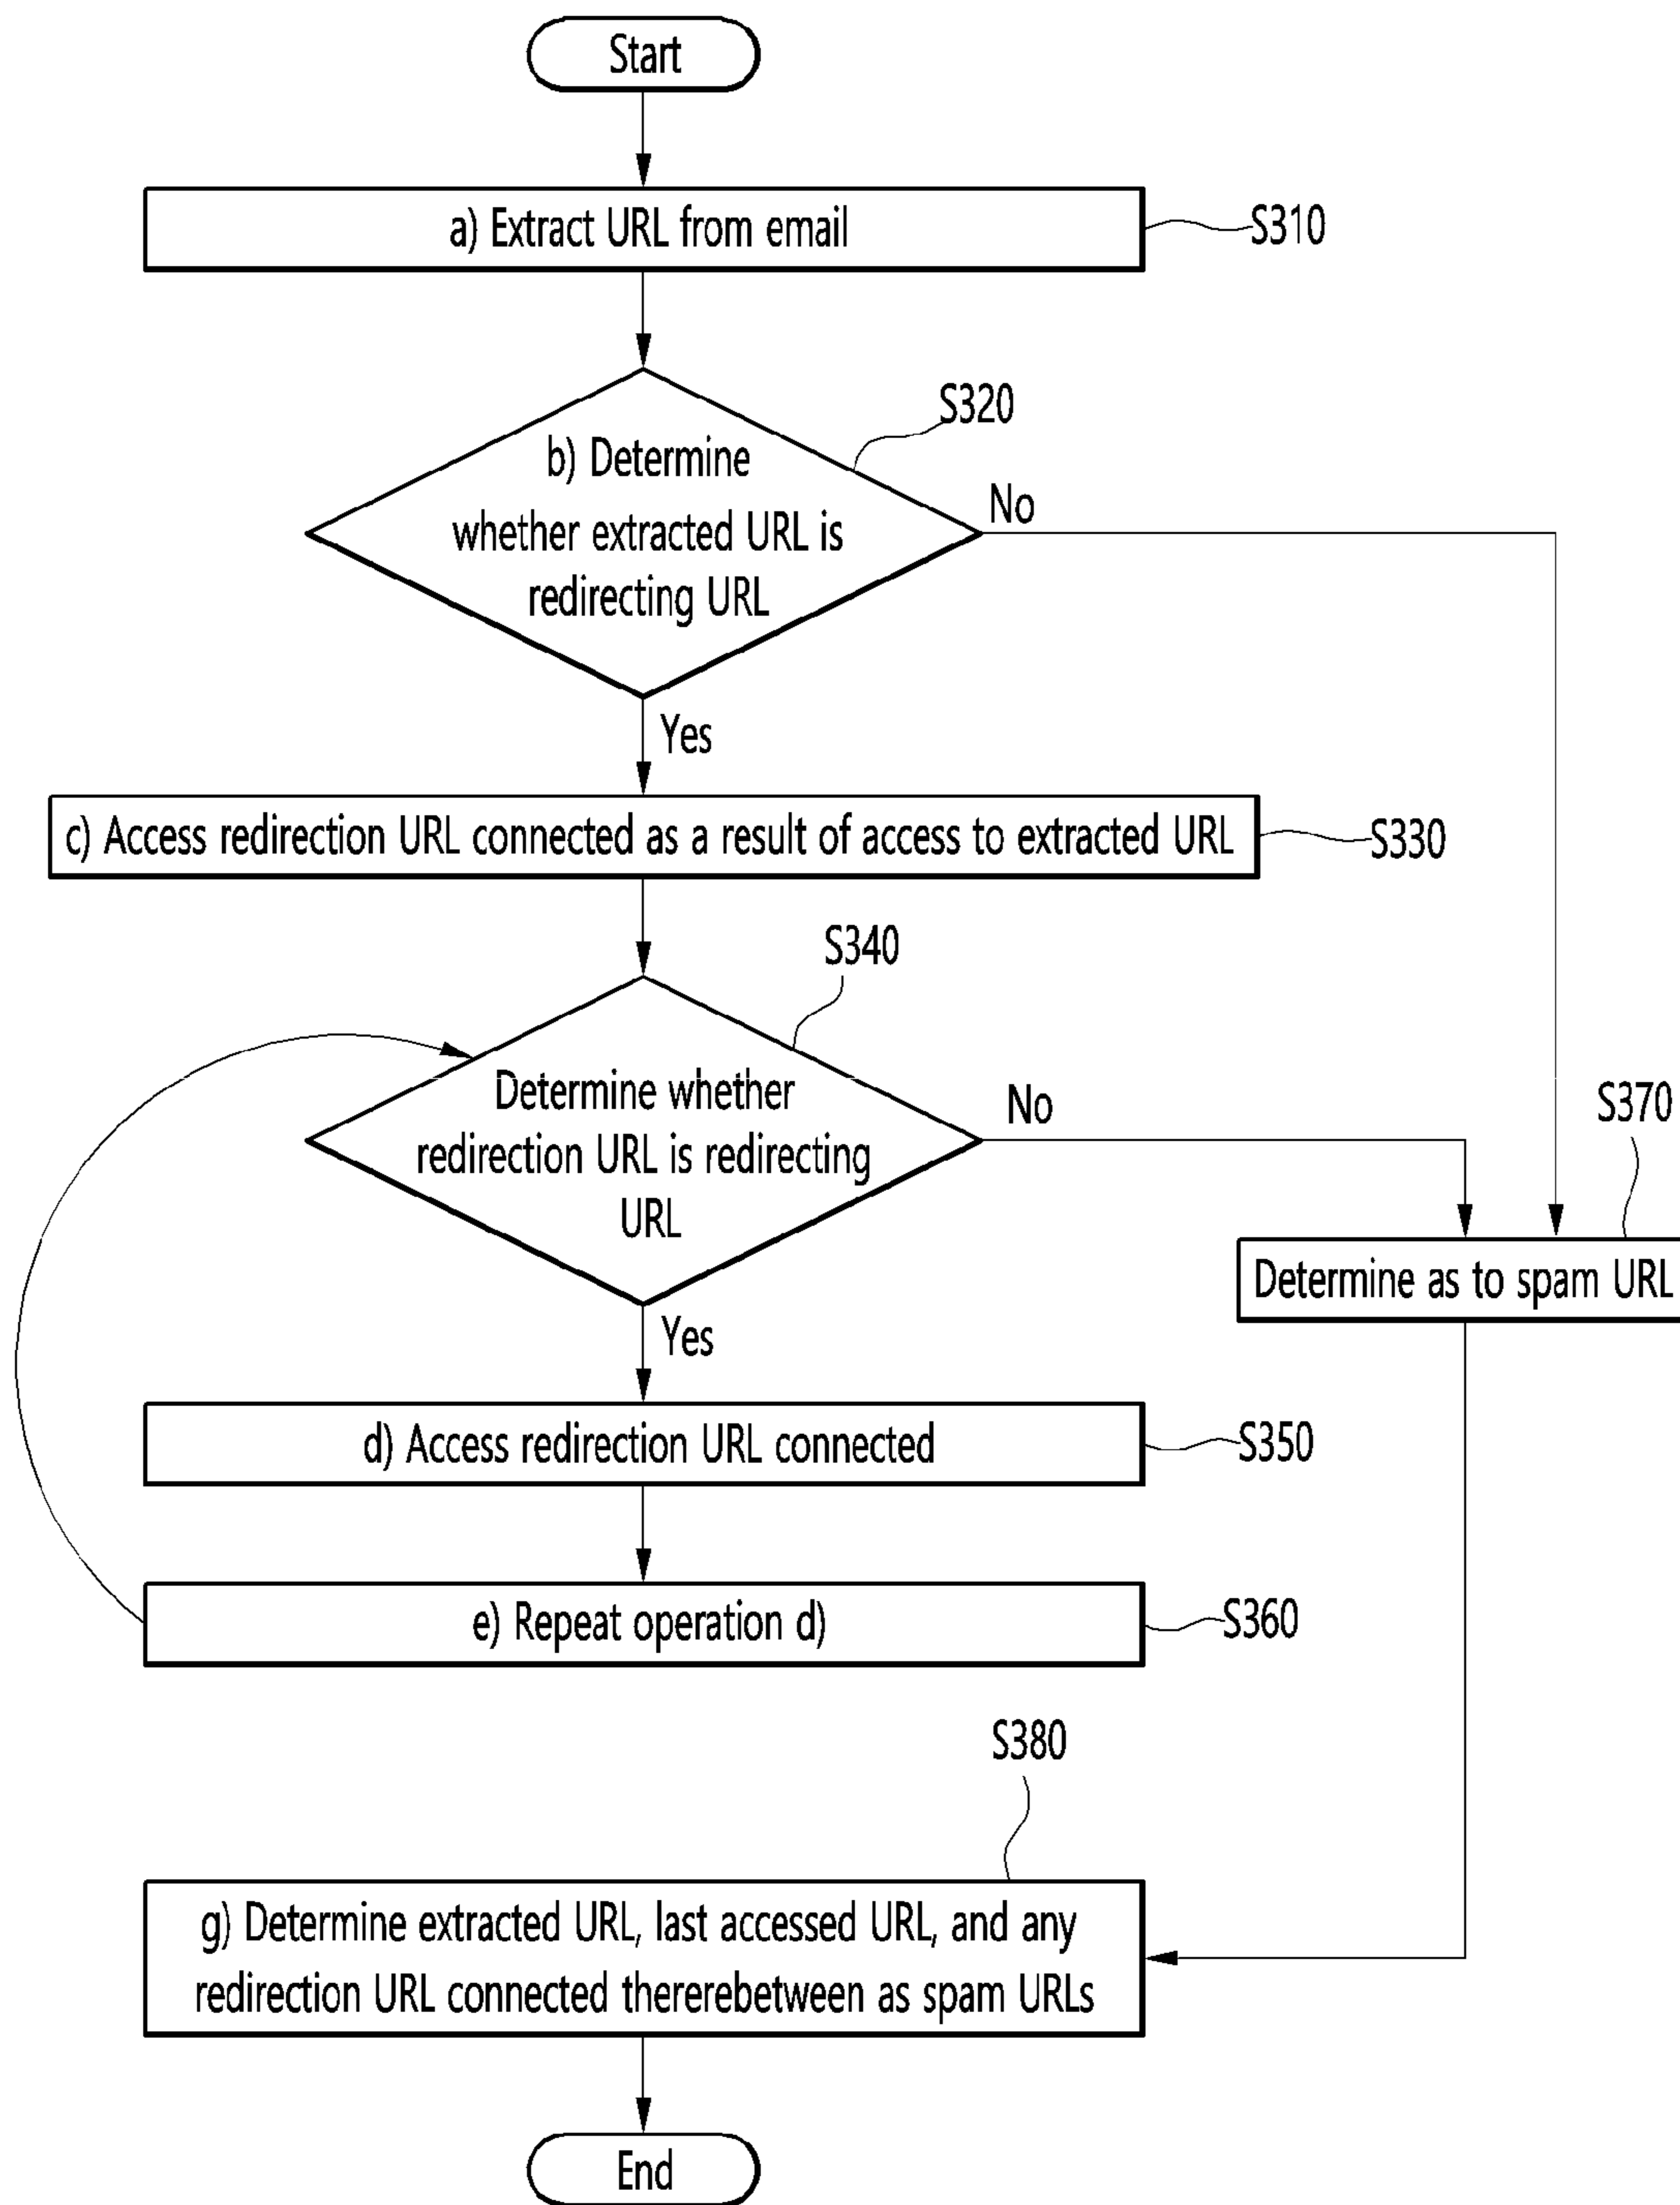 Start
a) Extract URL from email
S310
S320
b) Determine
whether extracted URL is
redirecting URL
No
Yes
c) Access redirection URL connected as a result of access to extracted URL
S330
S340
Determine whether
redirection URL is redirecting
URL
No
S370
Determine as to spam URL
Yes
d) Access redirection URL connected
S350
e) Repeat operation d)
S360
S380
g) Determine extracted URL, last accessed URL, and any
redirection URL connected thererebetween as spam URLs
End